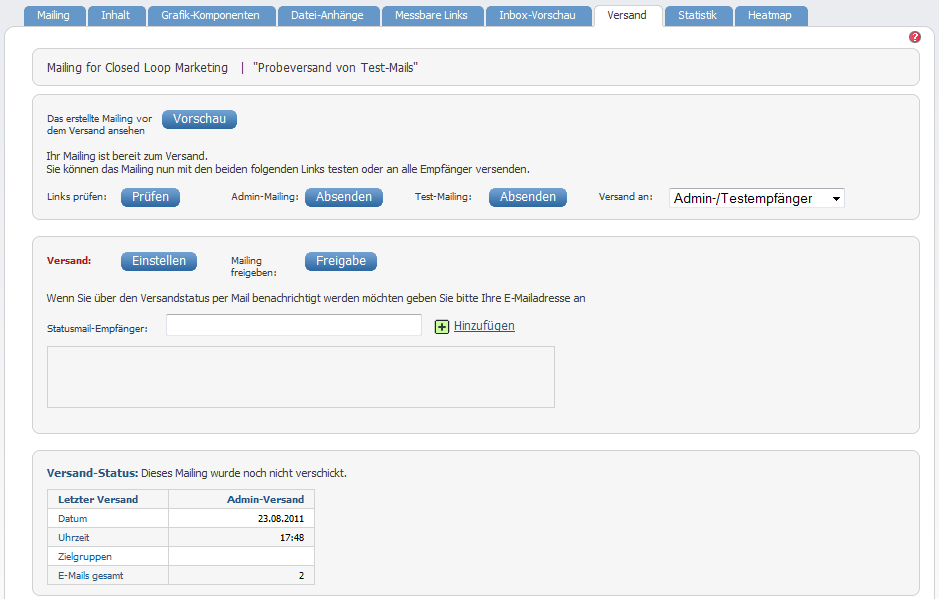 Mailing Inhalt Grafik-Komponenten Datei-Anhänge Messbare Links Inbox-Vorschau Versand Statistik Heatmap
?
Mailing for Closed Loop Marketing | "Probeversand von Test-Mails"
Das erstellte Mailing vor
dem Versand ansehen
Vorschau
Ihr Mailing ist bereit zum Versand.
Sie können das Mailing nun mit den beiden folgenden Links testen oder an alle Empfänger versenden.
Links prüfen: Prüfen Admin-Mailing: Absenden Test-Mailing: Absenden Versand an: Admin-/Testempfänger
Versand: Einstellen
Mailing
freigeben:
Freigabe
Wenn Sie über den Versandstatus per Mail benachrichtigt werden möchten geben Sie bitte Ihre E-Mailadresse an
Statusmail-Empfänger: Hinzufügen
Versand-Status: Dieses Mailing wurde noch nicht verschickt.
Letzter Versand Admin-Versand
Datum 23.08.2011
Uhrzeit 17:48
Zielgruppen
E-Mails gesamt 2